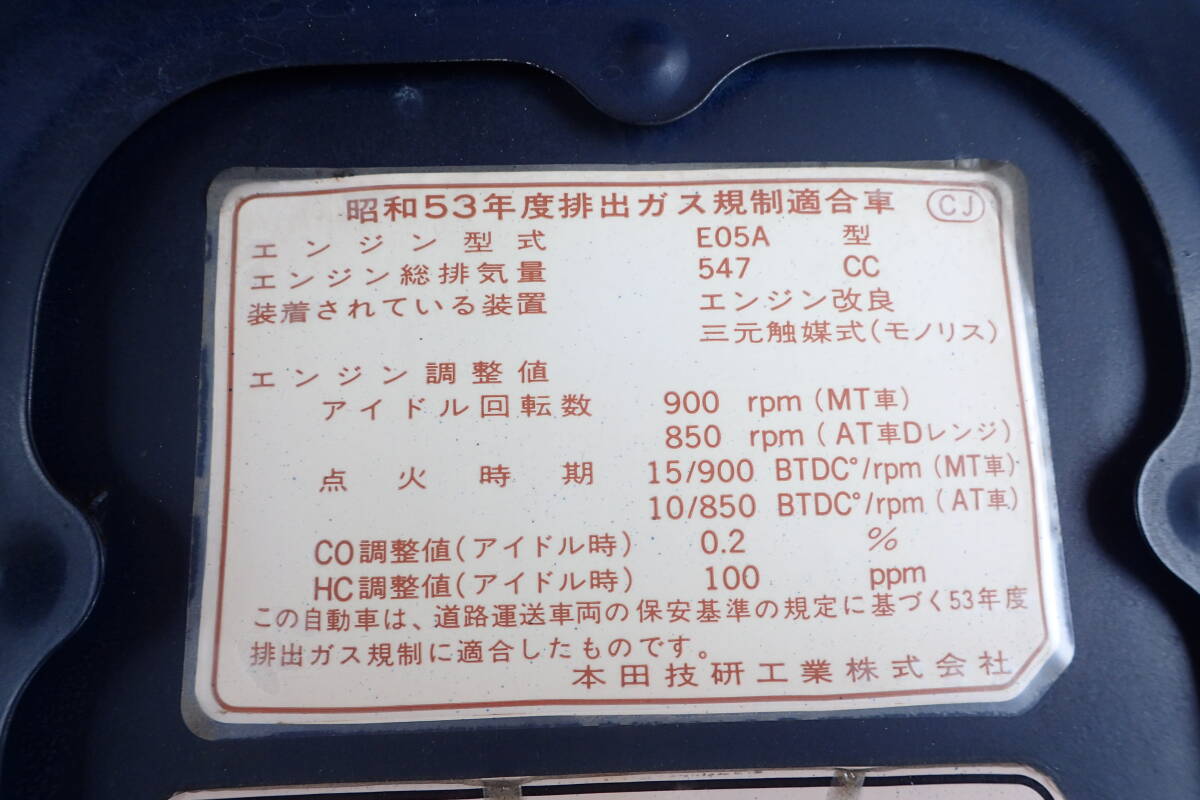 昭和53年度排出ガス規制適合車 CJ
エンジン型式 E05A 型
エンジン総排気量 547 CC
装着されている装置 エンジン改良
三元触媒式(モノリス)
エンジン調整値
アイドル回転数 900 rpm (MT車)
850 rpm (AT車Dレンジ)
点火時期 15/900 BTDC°/rpm (MT車)
10/850 BTDC°/rpm (AT車)
CO調整値(アイドル時) 0.2 %
HC調整値(アイドル時) 100 ppm
この自動車は、道路運送車両の保安基準の規定に基づく53年度
排出ガス規制に適合したものです。
本田技研工業株式会社